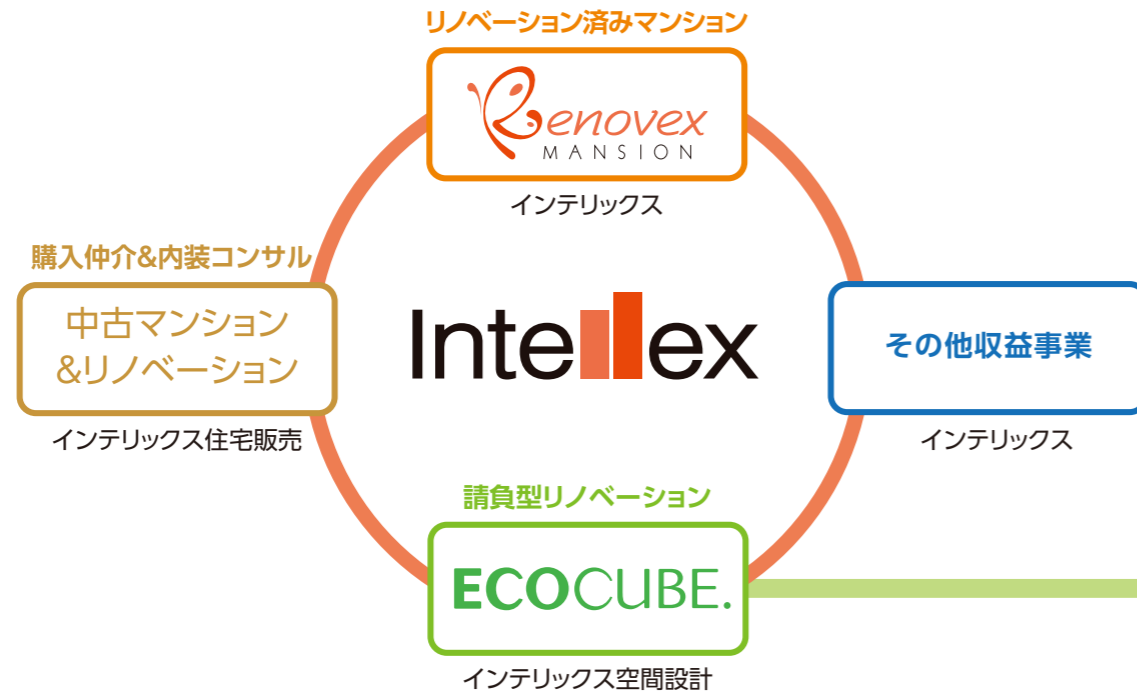 リノベーション済みマンション
Renovex
MANSION
インテリックス
購入仲介&内装コンサル
中古マンション
&リノベーション
インテリックス住宅販売
Intellex
その他収益事業
インテリックス
請負型リノベーション
ECOCUBE.
インテリックス空間設計